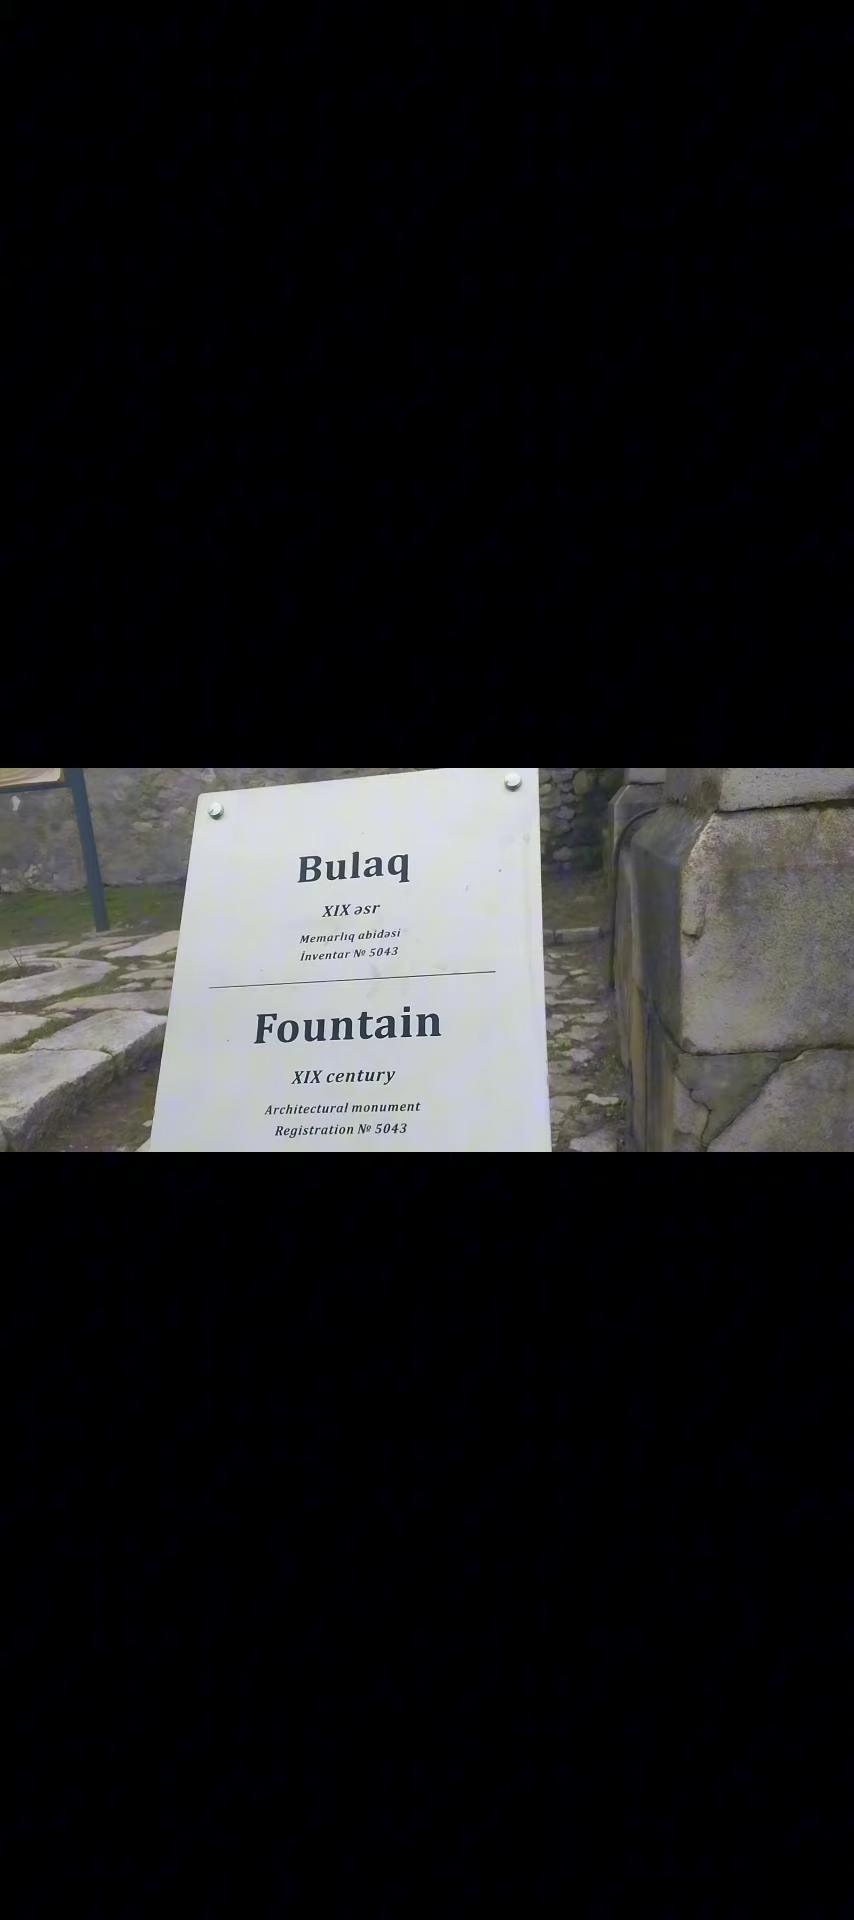 Bulaq
XIX əsr
Memarlıq abidəsi
İnventar № 5043
Fountain
XIX century
Architectural monument
Registration № 5043